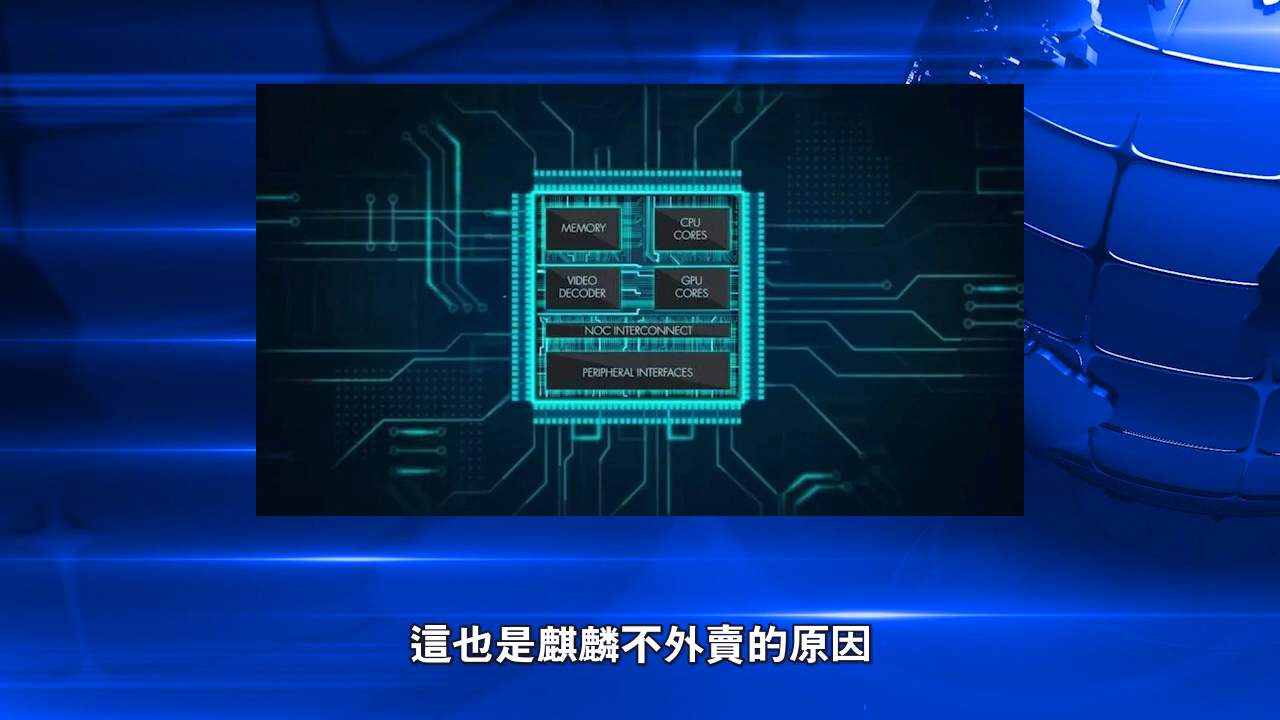 MEMORY
CPU
CORES
VIDEO
DECODER
GPU
CORES
NOC INTERCONNECT
PERIPHERAL INTERFACES
這也是麒麟不外賣的原因